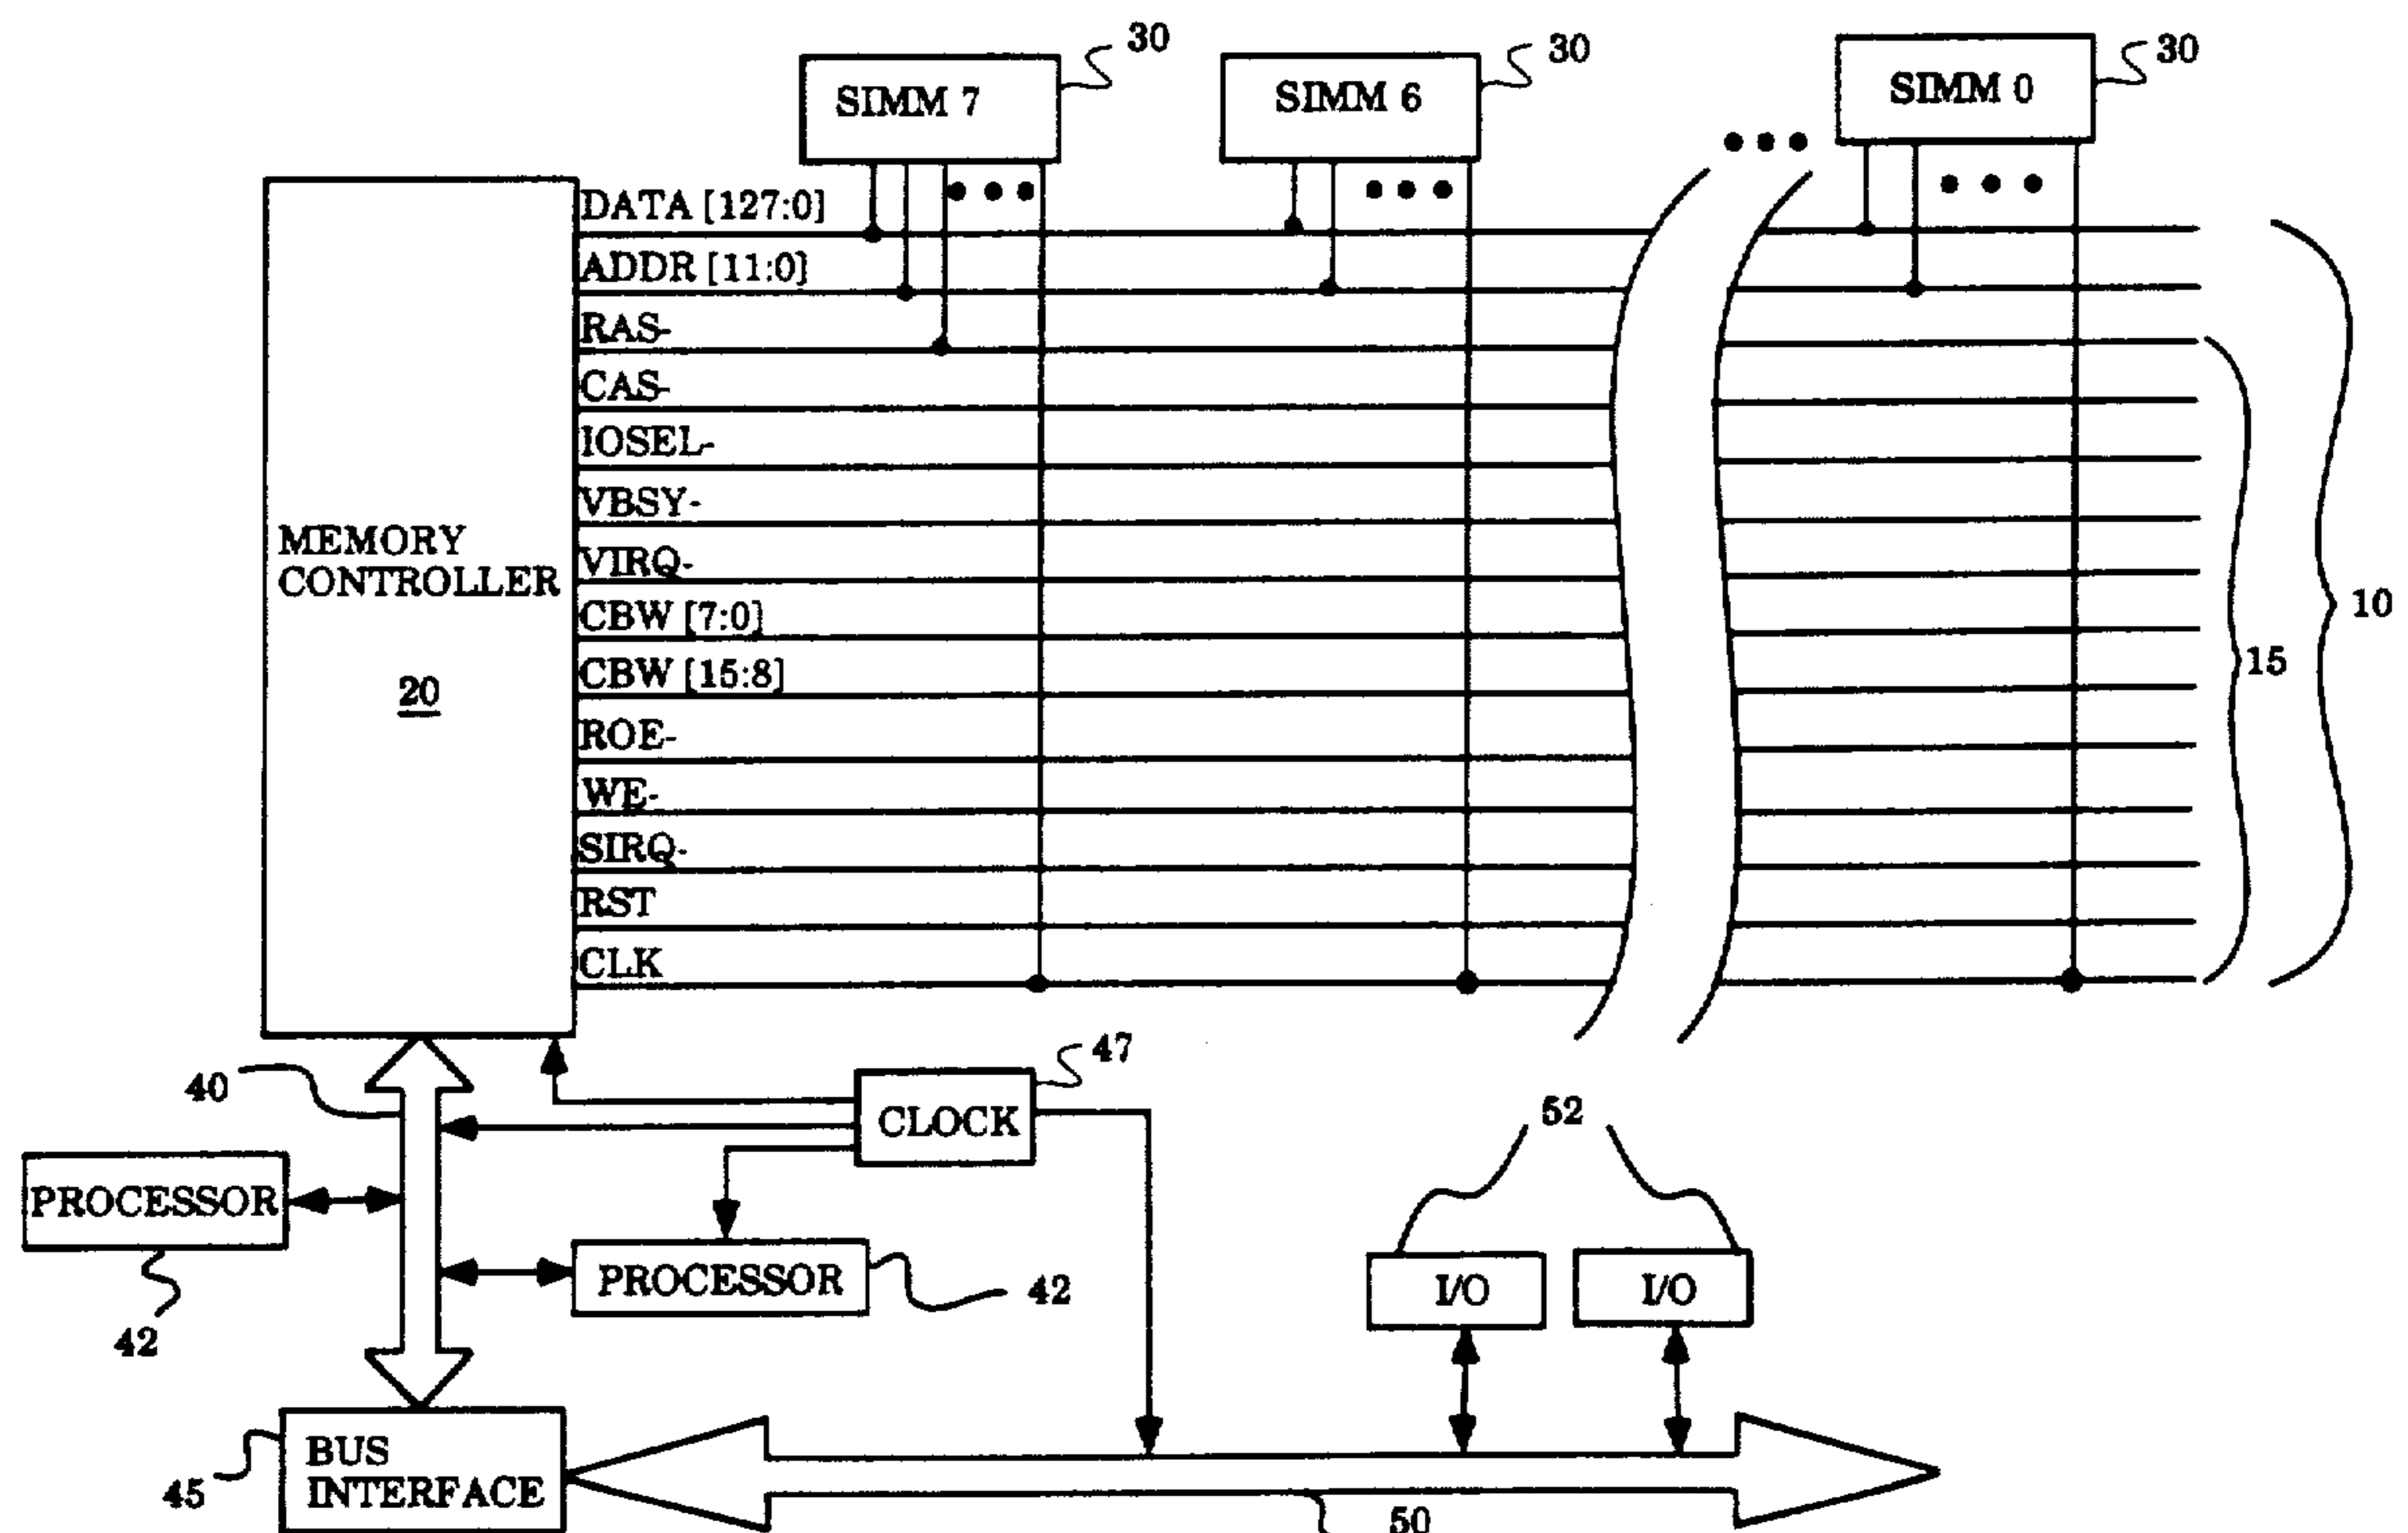 30
30
30
SIMM 7
SIMM 6
SIMM 0
DATA [127:0]
ADDR [11:0]
RAS-
CAS-
IOSEL-
VBSY-
VIRQ-
CBW [7:0]
CBW [15:8]
ROE-
WE-
SIRQ-
RST
CLK
MEMORY
CONTROLLER
20
10
15
47
40
CLOCK
52
PROCESSOR
PROCESSOR
42
42
I/O
I/O
BUS
INTERFACE
45
50